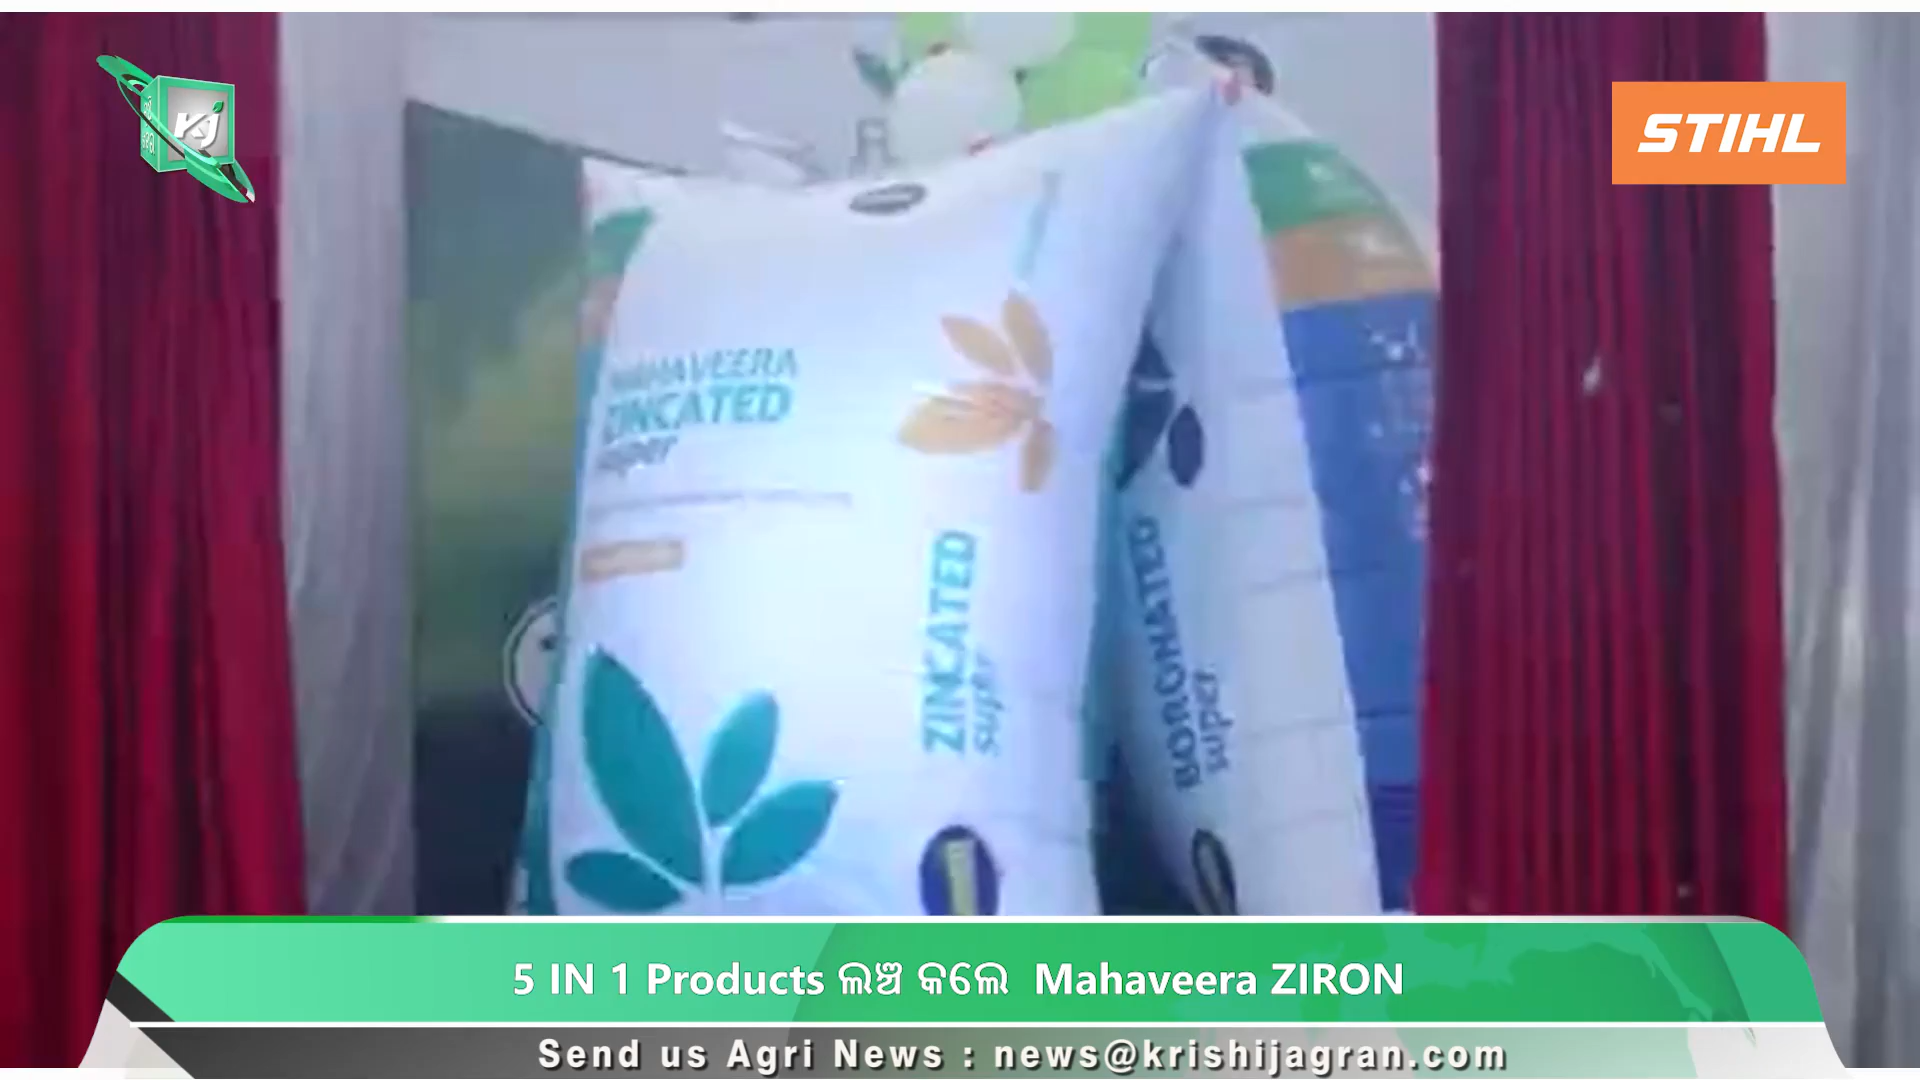 KJ
STIHL
MAHAVEERA
ZINCATED
super
ZINCATED
super
BORONATED
super
5 IN 1 Products ଲଞ୍ଚ କଲେ Mahaveera ZIRON
Send us Agri News : news@krishijagran.com